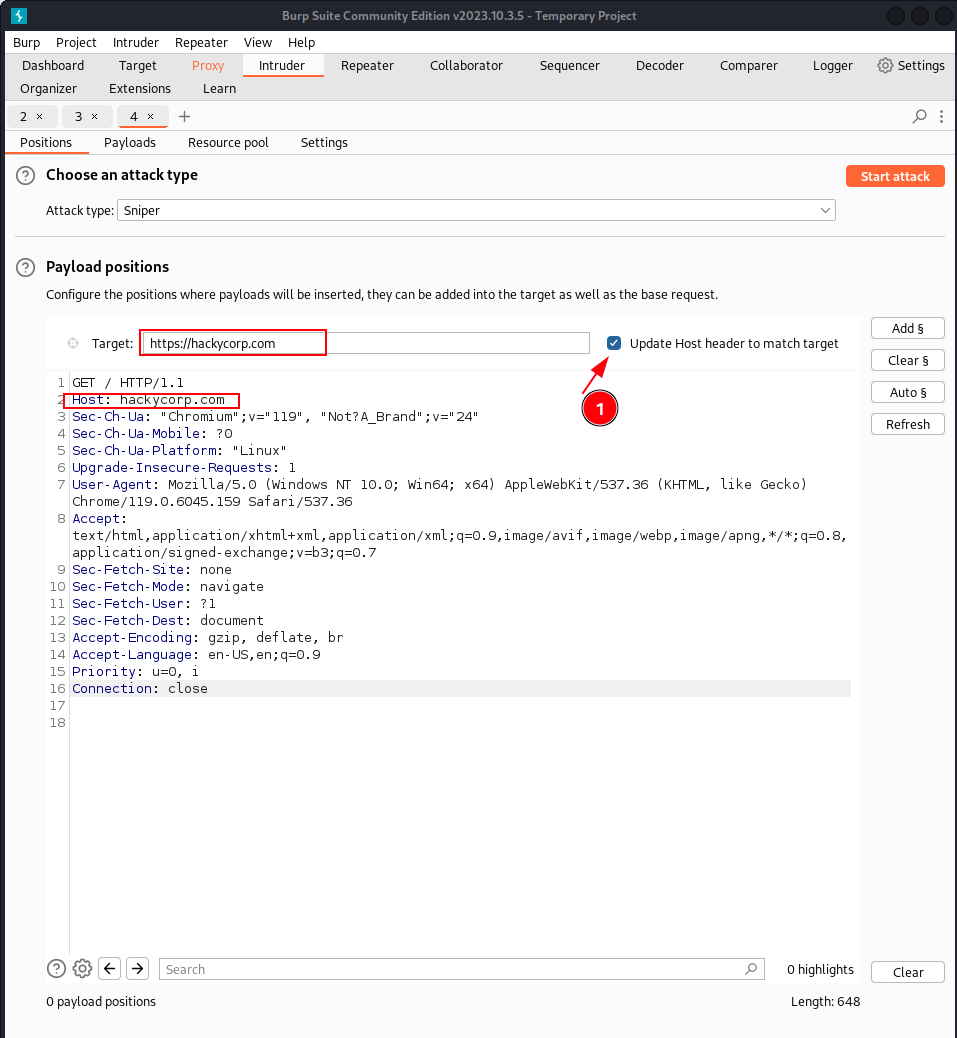 Burp Suite Community Edition v2023.10.3.5 - Temporary Project
Burp Project Intruder Repeater View Help
Dashboard Target Proxy Intruder Repeater Collaborator Sequencer Decoder Comparer Logger Settings
Organizer Extensions Learn
2 × 3 × 4 × +
Positions Payloads Resource pool Settings
? Choose an attack type Start attack
Attack type: Sniper
? Payload positions
Configure the positions where payloads will be inserted, they can be added into the target as well as the base request.
Add §
Target: https://hackycorp.com Update Host header to match target
Clear §
1 GET / HTTP/1.1
Auto §
2 Host: hackycorp.com
1
3 Sec-Ch-Ua: "Chromium";v="119", "Not?A_Brand";v="24"
Refresh
4 Sec-Ch-Ua-Mobile: ?0
5 Sec-Ch-Ua-Platform: "Linux"
6 Upgrade-Insecure-Requests: 1
7 User-Agent: Mozilla/5.0 (Windows NT 10.0; Win64; x64) AppleWebKit/537.36 (KHTML, like Gecko)
Chrome/119.0.6045.159 Safari/537.36
8 Accept:
text/html,application/xhtml+xml,application/xml;q=0.9,image/avif,image/webp,image/apng,*/*;q=0.8,
application/signed-exchange;v=b3;q=0.7
9 Sec-Fetch-Site: none
10 Sec-Fetch-Mode: navigate
11 Sec-Fetch-User: ?1
12 Sec-Fetch-Dest: document
13 Accept-Encoding: gzip, deflate, br
14 Accept-Language: en-US,en;q=0.9
15 Priority: u=0, i
16 Connection: close
17
18
? Search 0 highlights Clear
0 payload positions Length: 648